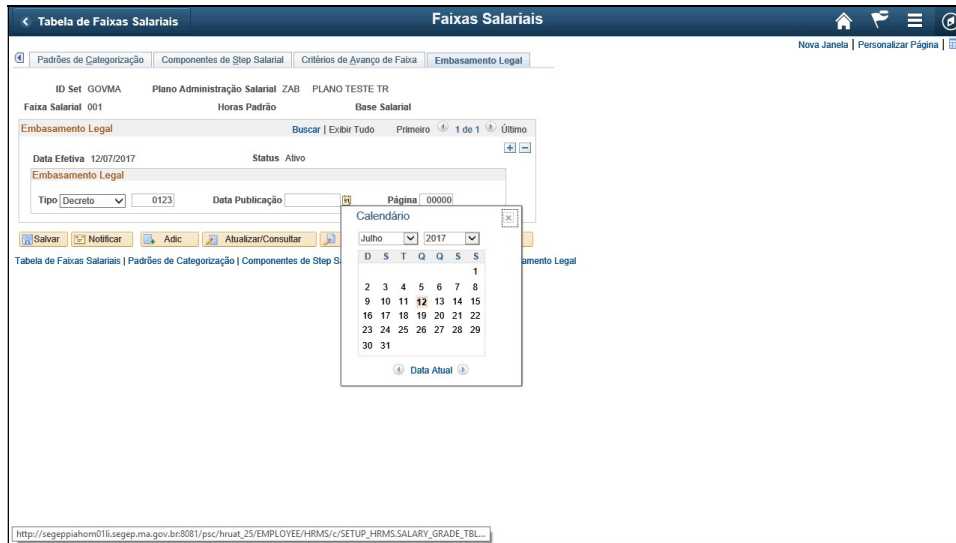 Tabela de Faixas Salariais
Faixas Salariais
Nova Janela | Personalizar Página |
Padrões de Categorização
Componentes de Step Salarial
Critérios de Avanço de Faixa
Embasamento Legal
ID Set GOVMA Plano Administração Salarial ZAB PLANO TESTE TR
Faixa Salarial 001 Horas Padrão Base Salarial
Embasamento Legal Buscar | Exibir Tudo Primeiro 1 de 1 Último
Data Efetiva 12/07/2017 Status Ativo
Embasamento Legal
Tipo Decreto 0123 Data Publicação 31 Página 00000
Calendário
Salvar Notificar Adic Atualizar/Consultar
Julho 2017
Tabela de Faixas Salariais | Padrões de Categorização | Componentes de Step S
amento Legal
D S T Q Q S S
1
2 3 4 5 6 7 8
9 10 11 12 13 14 15
16 17 18 19 20 21 22
23 24 25 26 27 28 29
30 31
Data Atual
http://segeppiahom01li.segep.ma.gov.br:8081/psc/hruat_25/EMPLOYEE/HRMS/c/SETUP_HRMS.SALARY_GRADE_TBL...